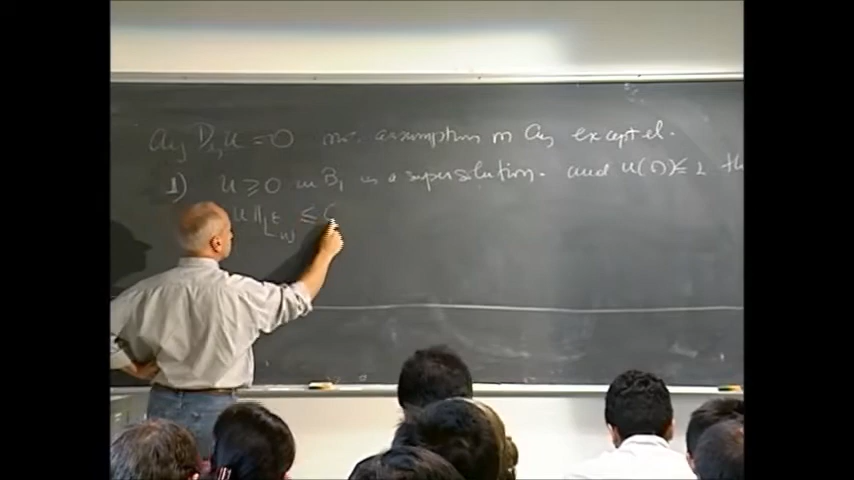 aij Dij u = 0 no assumption on aij except el.
1) u ≥ 0 in B1 is a supersolution. and u(0) ≤ 1 th
u‖Lε ≤ C